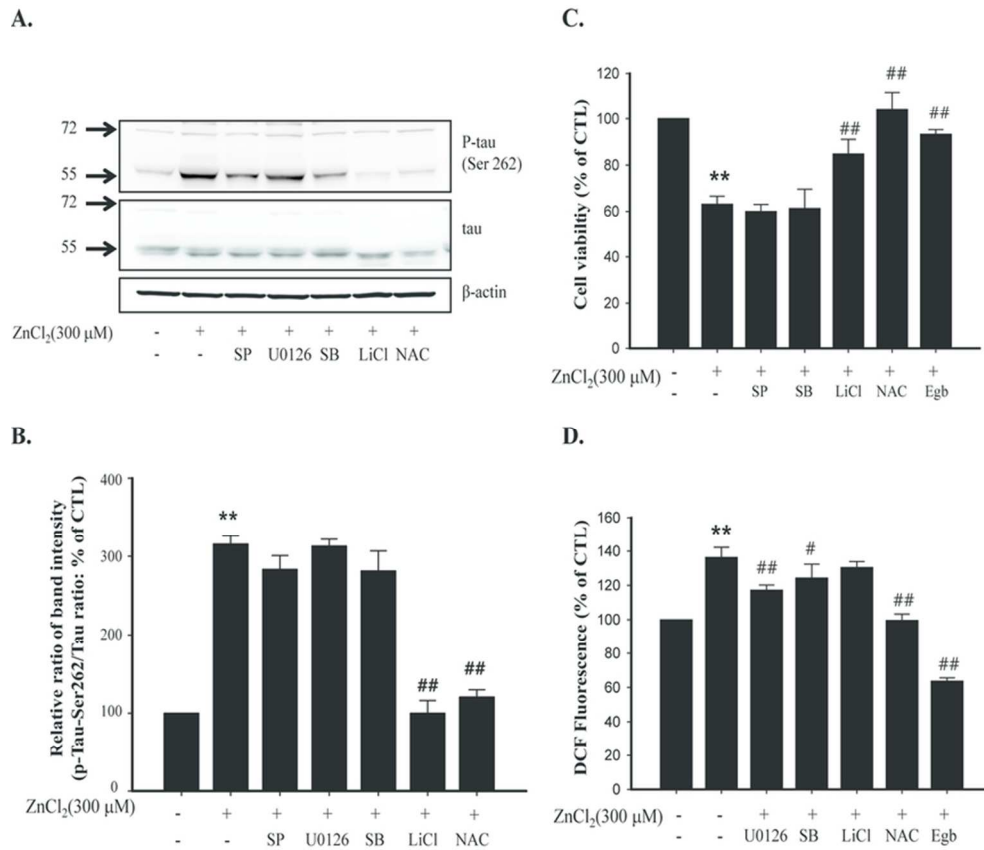 A.
72
55
P-tau
(Ser 262)
72
55
tau
β-actin
ZnCl₂(300 μM) - + + + + + +
- - SP U0126 SB LiCl NAC
B.
Relative ratio of band intensity
(p-Tau-Ser262/Tau ratio: % of CTL)
400
300
200
100
0
**
##
##
ZnCl₂(300 μM) - + + + + + +
- - SP U0126 SB LiCl NAC
C.
Cell viabiltiy (% of CTL)
120
100
80
60
40
20
0
**
##
##
##
ZnCl₂(300 μM) - + + + + + +
- - SP SB LiCl NAC Egb
D.
DCF Fluorescence (% of CTL)
160
140
120
100
80
60
40
20
0
**
##
#
##
##
ZnCl₂(300 μM) - - + + + + +
- - U0126 SB LiCl NAC Egb